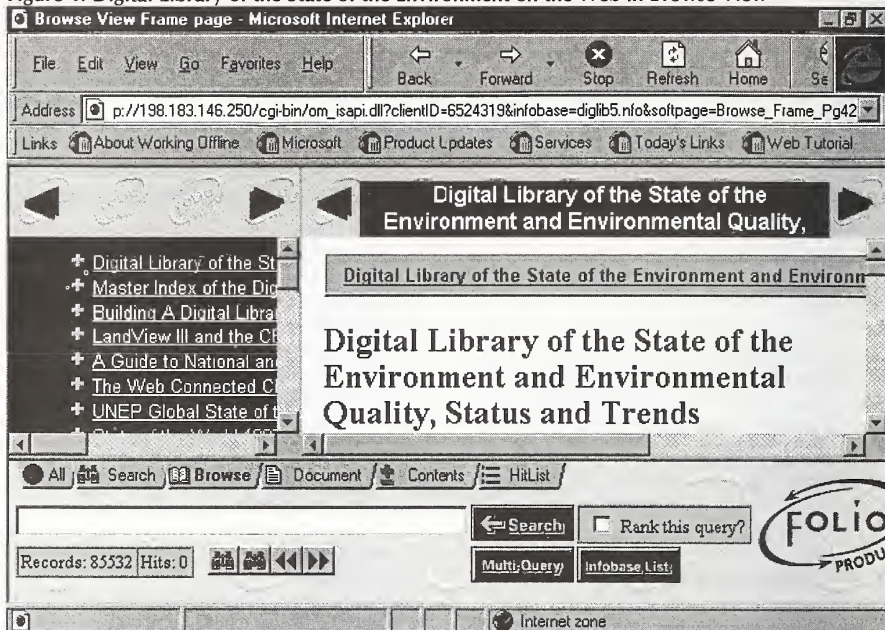 Browse View Frame page - Microsoft Internet Explorer
File Edit View Go Favorites Help
Back Forward Stop Refresh Home Se
Address p://198.183.146.250/cgi-bin/om_isapi.dll?clientID=6524319&infobase=diglib5.nfo&softpage=Browse_Frame_Pg42
Links About Working Offline Microsoft Product Updates Services Today's Links Web Tutorial
Digital Library of the State of the
Environment and Environmental Quality,
Digital Library of the St
Master Index of the Dig
Building A Digital Libra
LandView III and the CE
A Guide to National and
The Web Connected C
UNEP Global State of t
Digital Library of the State of the Environment and Environm
Digital Library of the State of the
Environment and Environmental
Quality, Status and Trends
All Search Browse Document Contents HitList
Search Rank this query?
Records: 85532 Hits: 0
Multi-Query Infobase List
FOLIO
PRODU
Internet zone